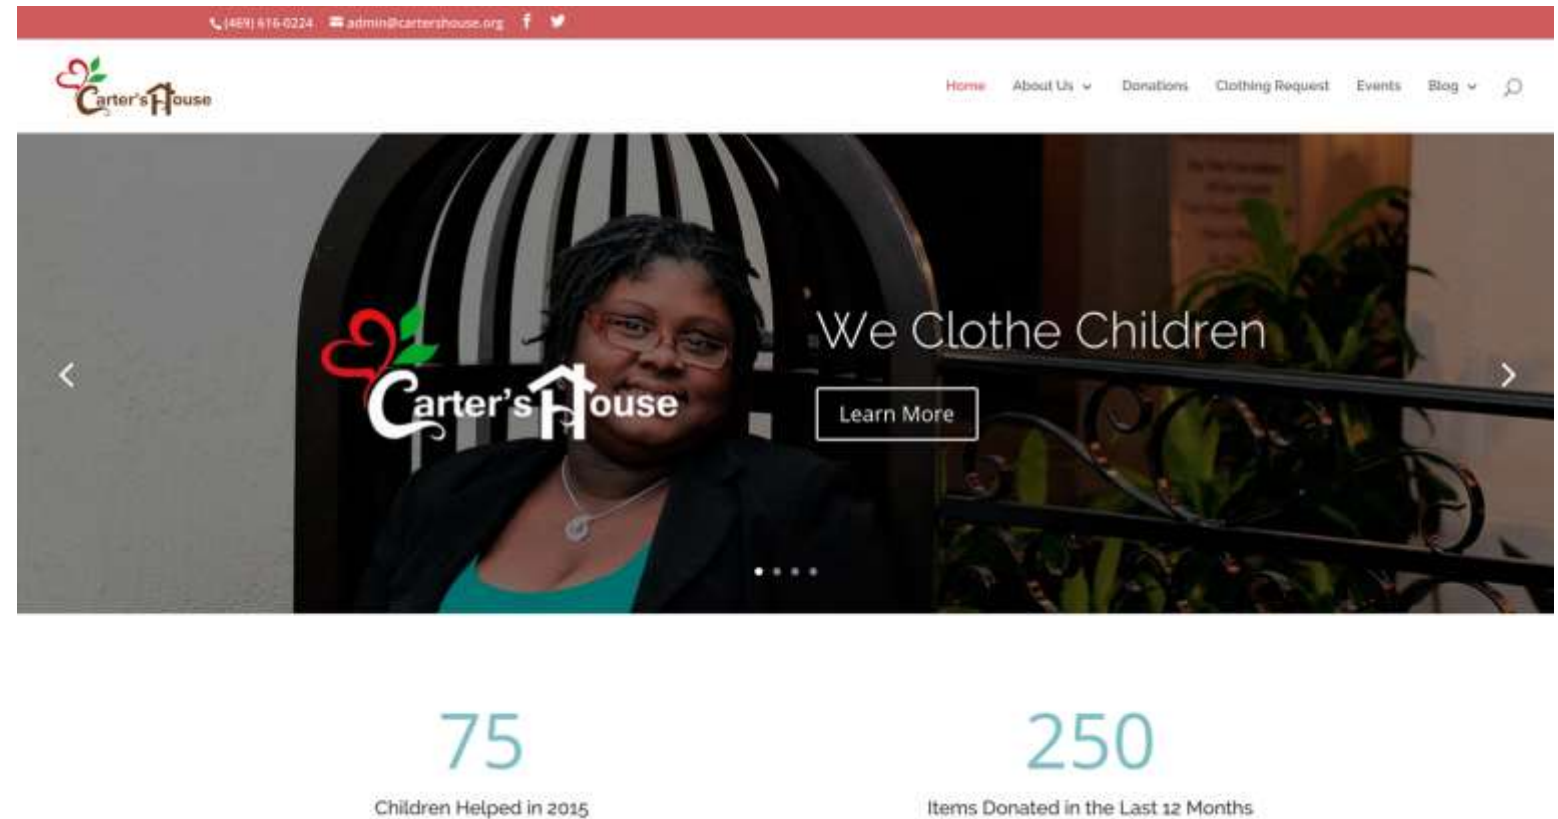 (469) 616-0224 admin@cartershouse.org
Carter's House
Home About Us Donations Clothing Request Events Blog
We Clothe Children
Carter's House
Learn More
75 250
Children Helped in 2015 Items Donated in the Last 12 Months